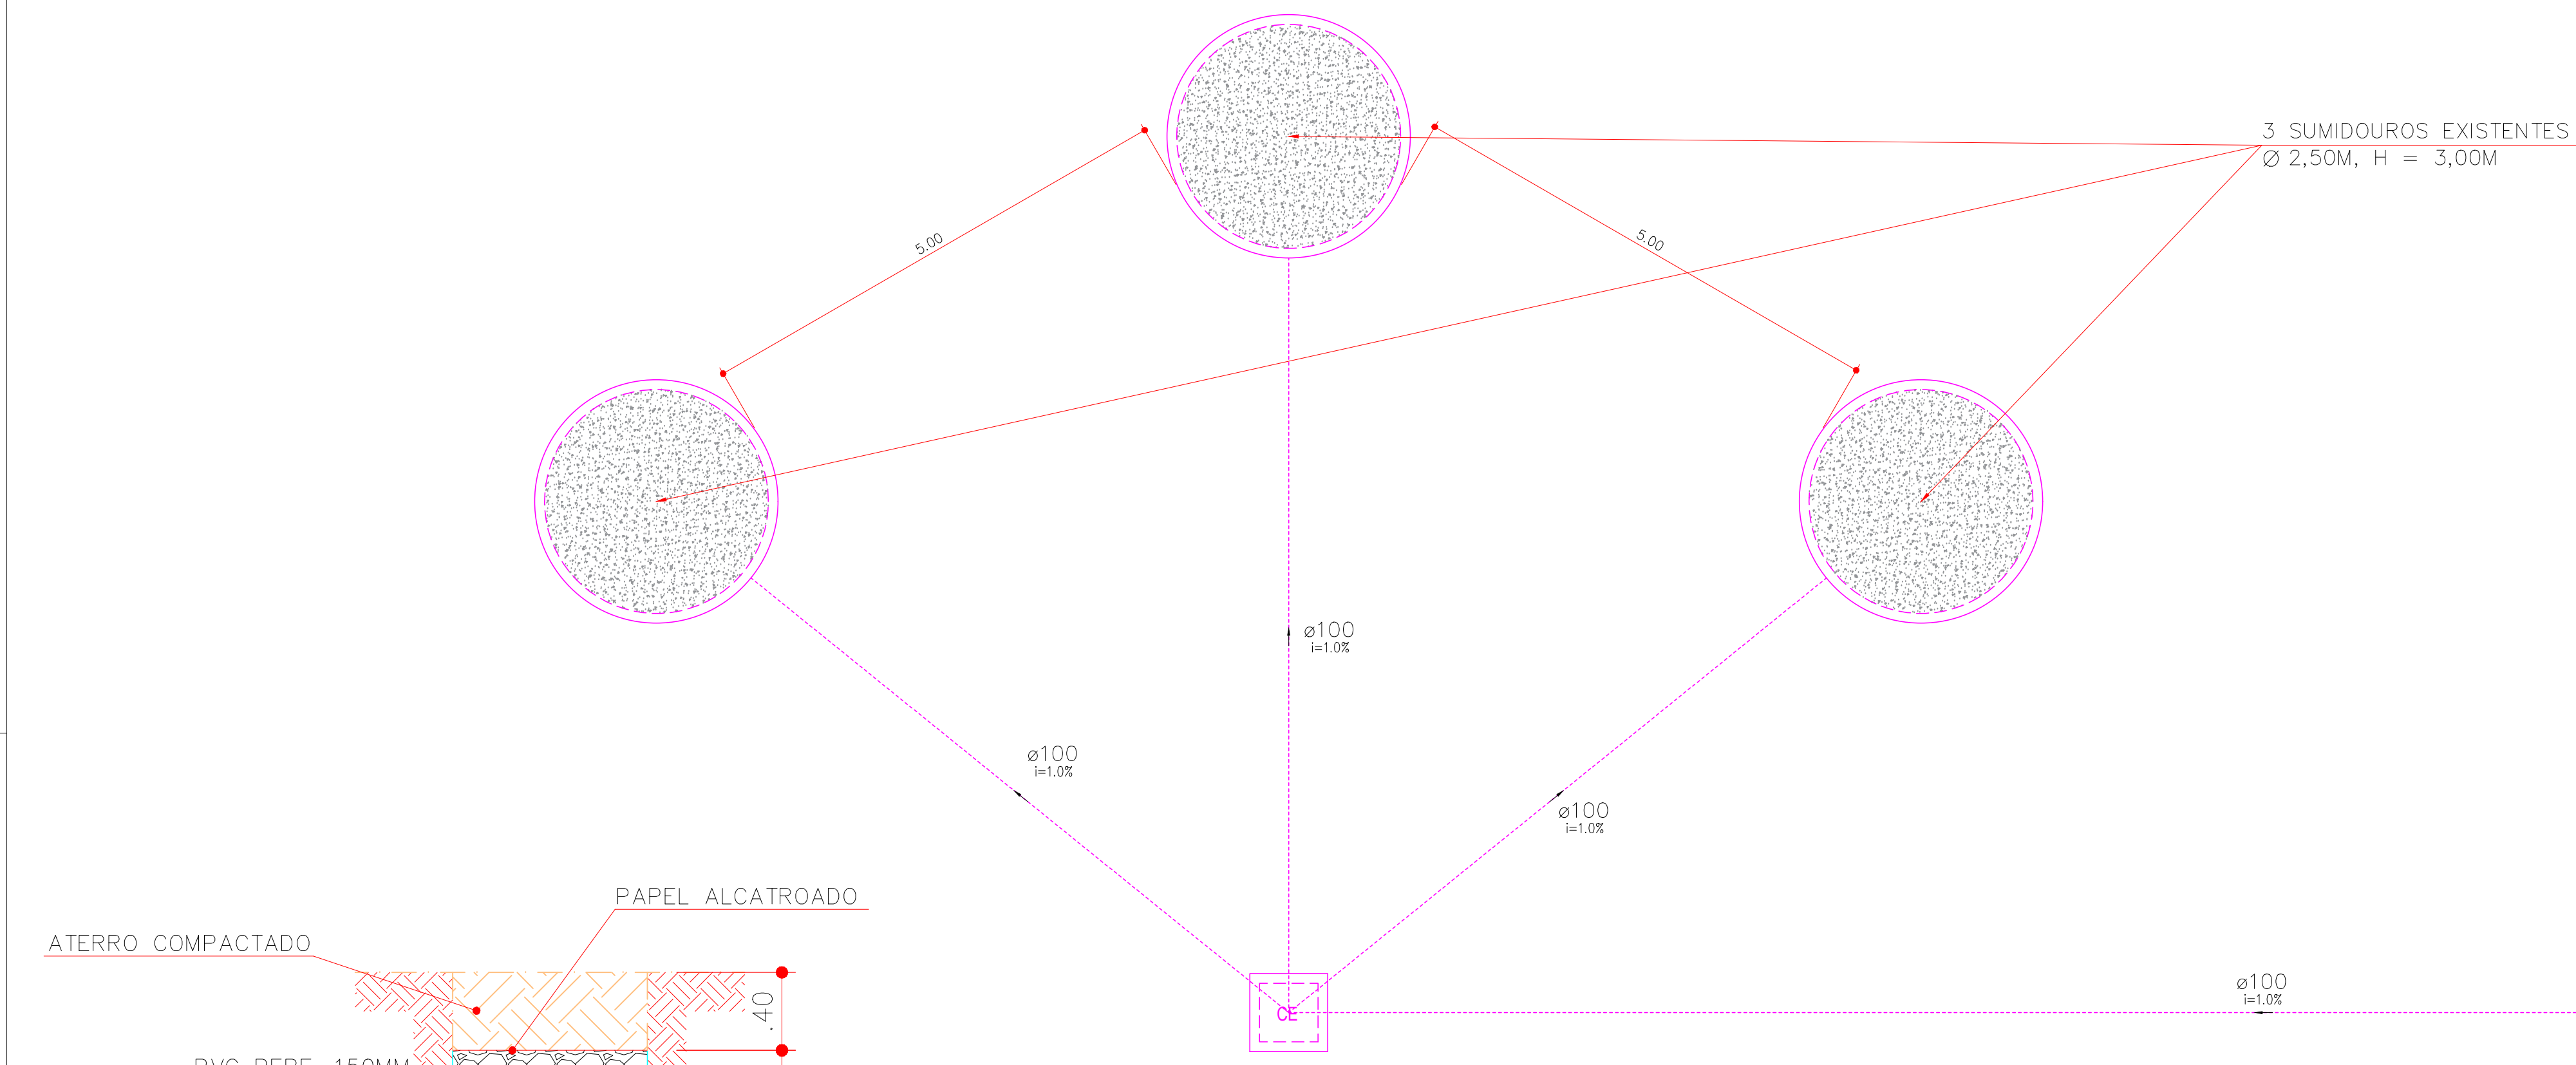 3 SUMIDOUROS EXISTENTES
Ø 2,50M, H = 3,00M
5.00
5.00
ø100
i=1.0%
ø100
i=1.0%
ø100
i=1.0%
PAPEL ALCATROADO
ATERRO COMPACTADO
.40
ø100
i=1.0%
CE
150MM